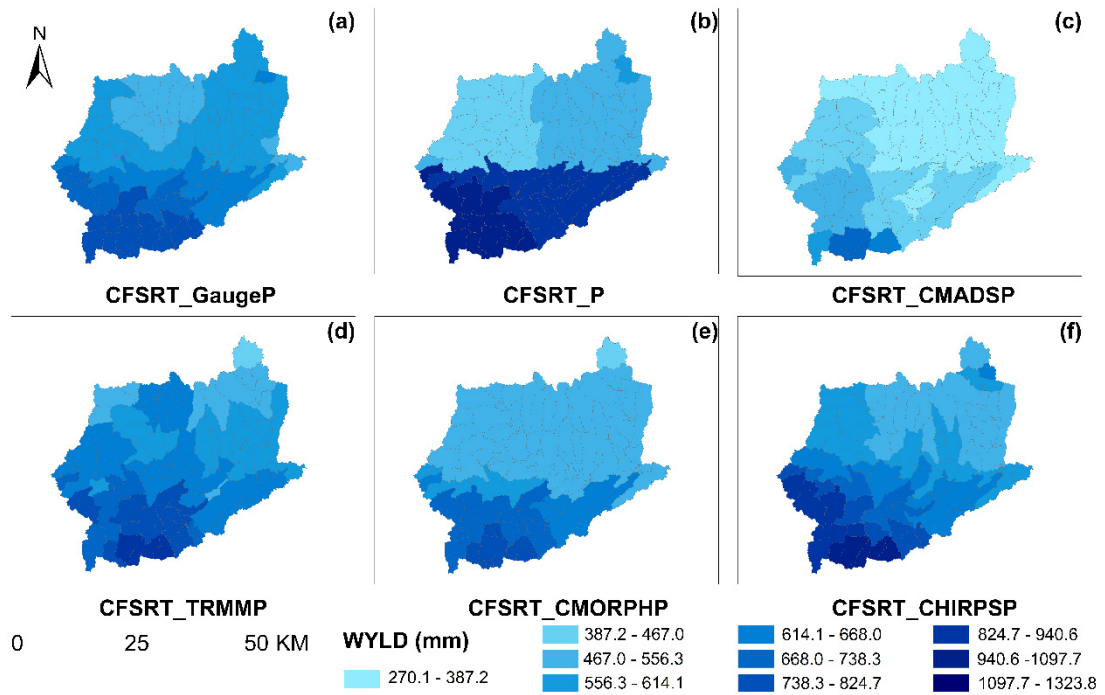 (a) (b) (c)
N
CFSRT_GaugeP CFSRT_P CFSRT_CMADSP
(d) (e) (f)
CFSRT_TRMMP CFSRT_CMORPHP CFSRT_CHIRPSP
0 25 50 KM
WYLD (mm)
270.1 - 387.2
387.2 - 467.0
467.0 - 556.3
556.3 - 614.1
614.1 - 668.0
668.0 - 738.3
738.3 - 824.7
824.7 - 940.6
940.6 -1097.7
1097.7 - 1323.8